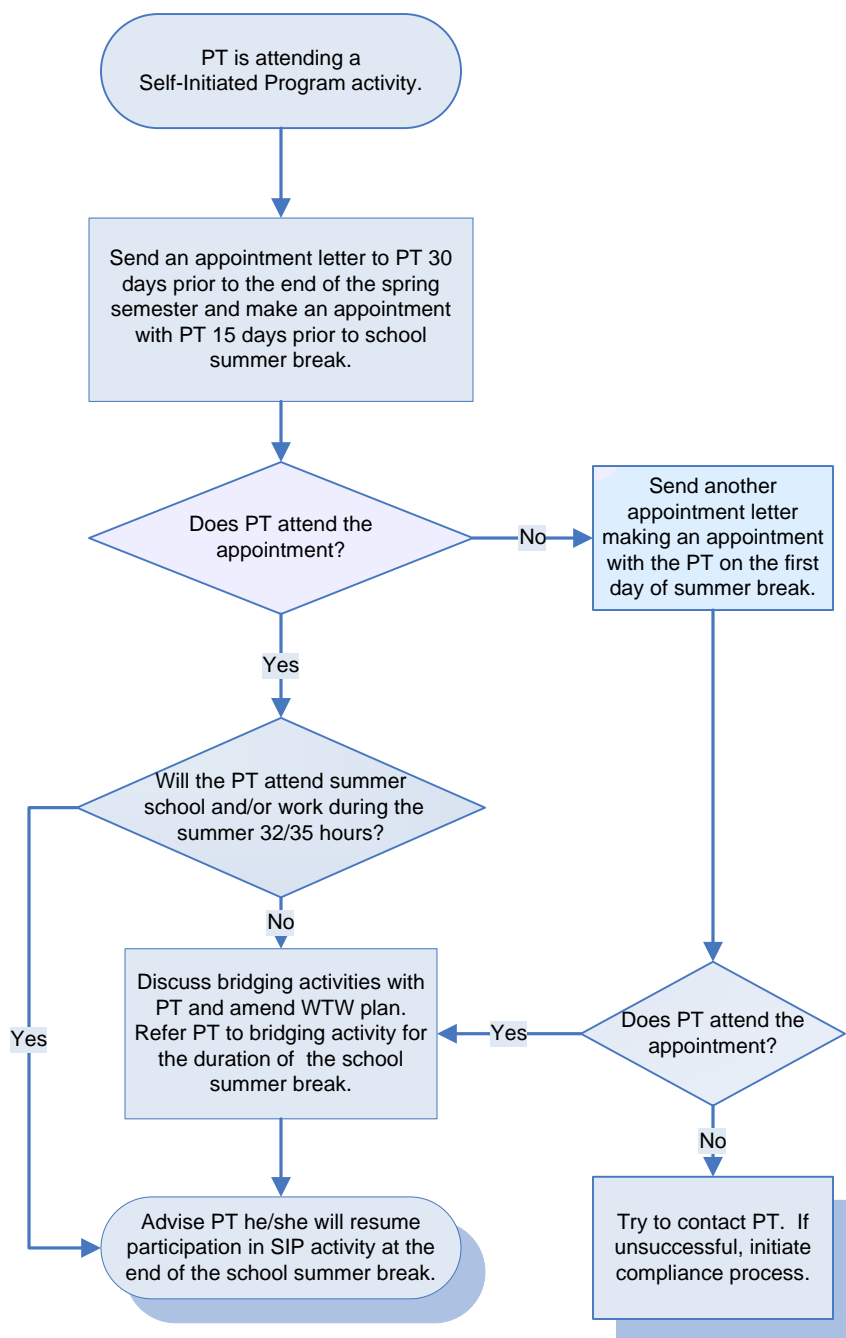 PT is attending a
Self-Initiated Program activity.
Send an appointment letter to PT 30
days prior to the end of the spring
semester and make an appointment
with PT 15 days prior to school
summer break.
Does PT attend the
appointment?
No
Send another
appointment letter
making an appointment
with the PT on the first
day of summer break.
Yes
Will the PT attend summer
school and/or work during the
summer 32/35 hours?
No
Discuss bridging activities with
PT and amend WTW plan.
Refer PT to bridging activity for
the duration of the school
summer break.
Yes
Does PT attend the
appointment?
Yes
No
Advise PT he/she will resume
participation in SIP activity at the
end of the school summer break.
Try to contact PT. If
unsuccessful, initiate
compliance process.